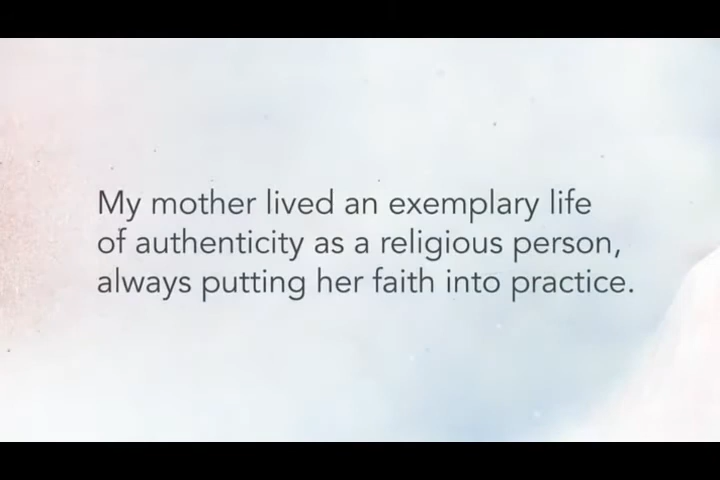 My mother lived an exemplary life
of authenticity as a religious person,
always putting her faith into practice.